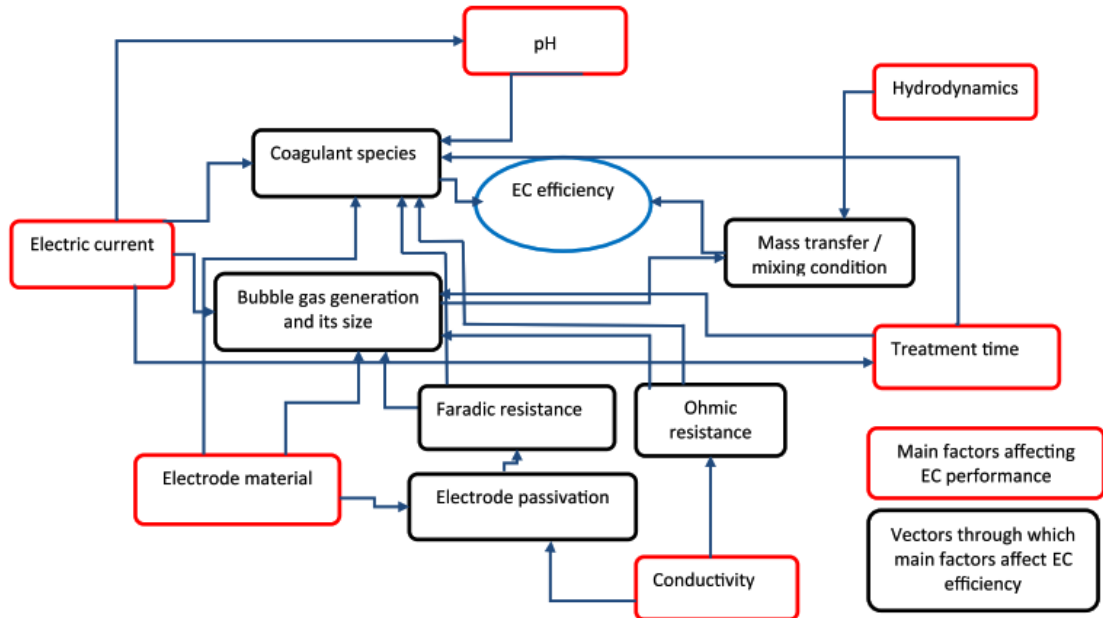 pH
Hydrodynamics
Coagulant species
EC efficiency
Electric current
Mass transfer /
mixing condition
Bubble gas generation
and its size
Treatment time
Faradic resistance
Ohmic
resistance
Electrode material
Electrode passivation
Conductivity
Main factors affecting
EC performance
Vectors through which
main factors affect EC
efficiency